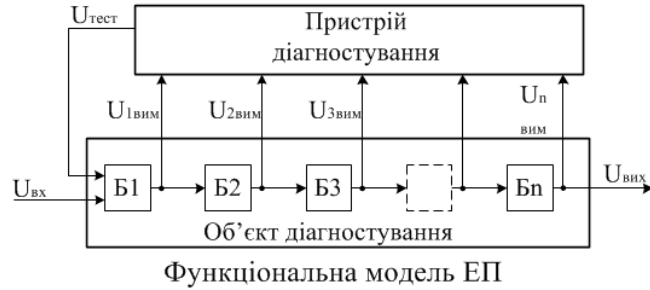 Uтест
Пристрій
діагностування
U1вим
U2вим
U3вим
Un
вим
Uвх
Б1
Б2
Б3
Бn
Uвих
Об’єкт діагностування
Функціональна модель ЕП